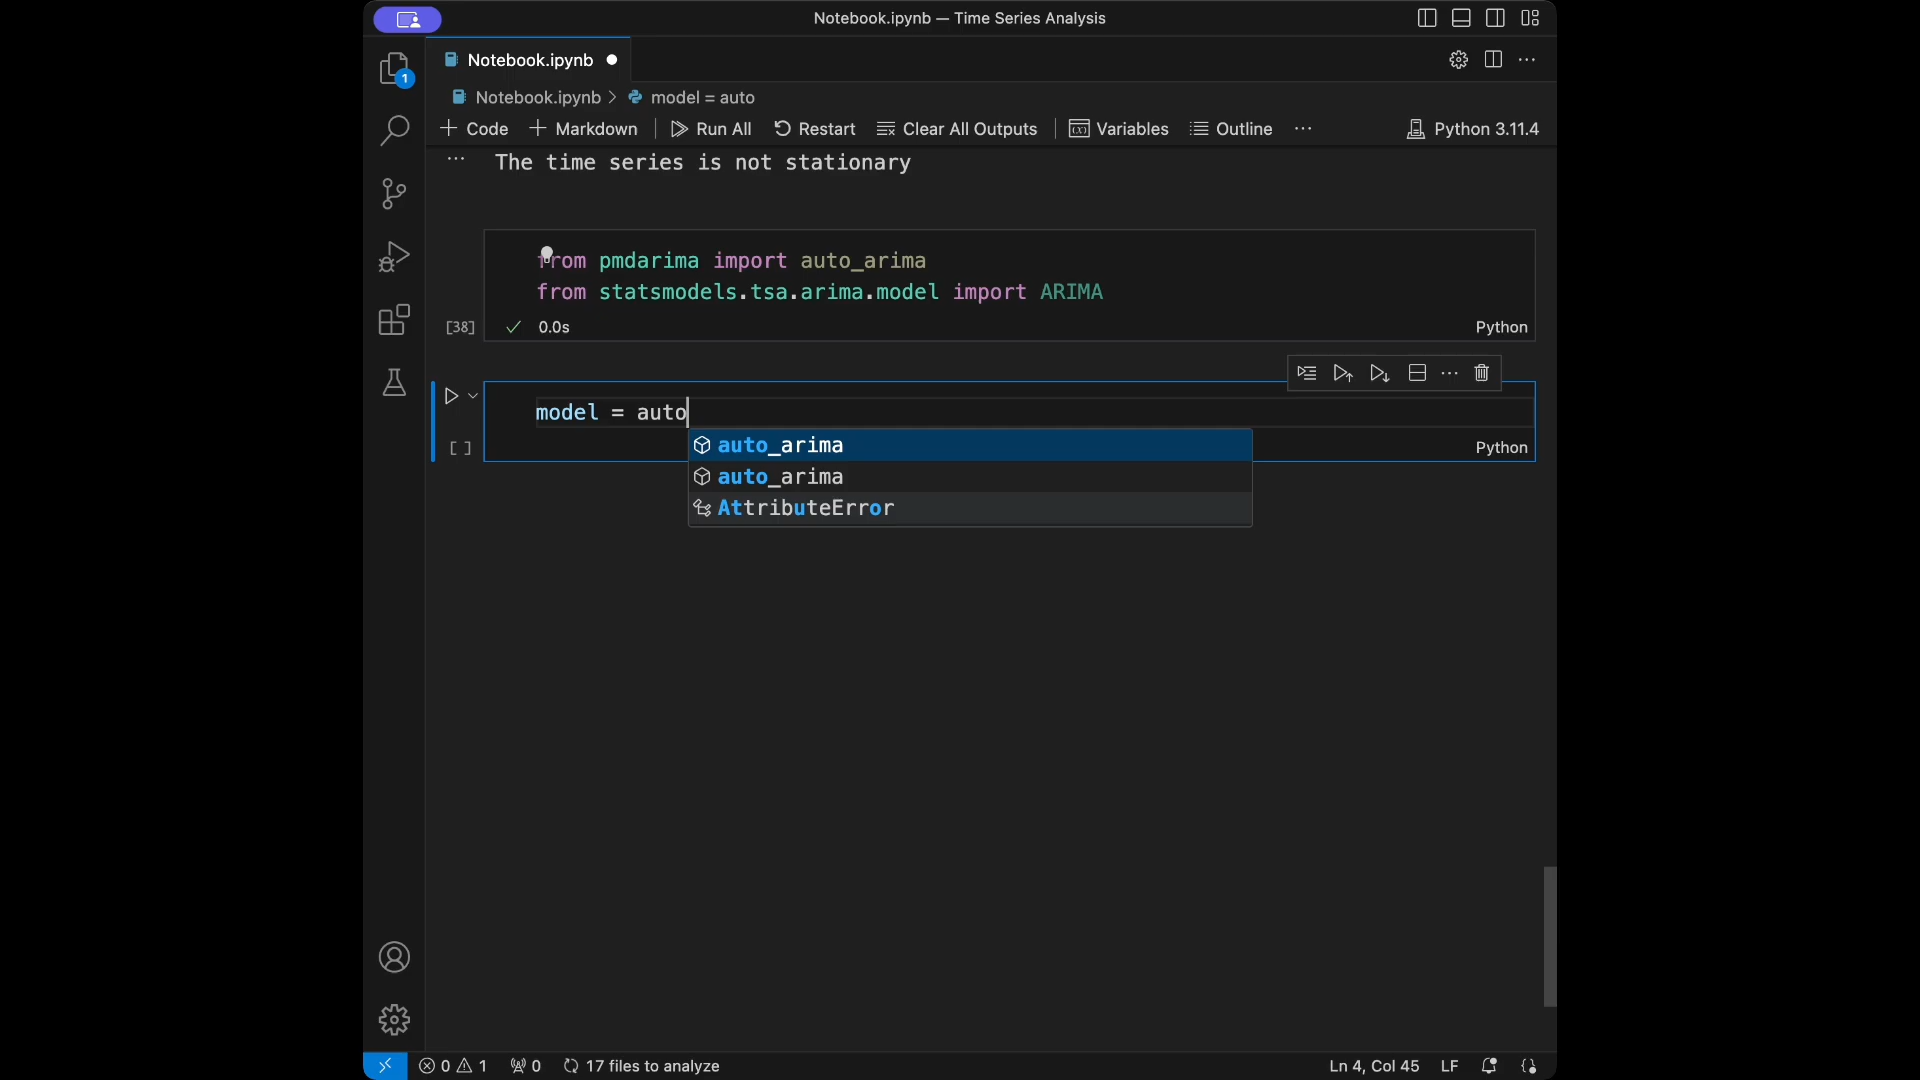 Notebook.ipynb — Time Series Analysis
Notebook.ipynb
1
Notebook.ipynb > model = auto
+ Code + Markdown Run All Restart Clear All Outputs Variables Outline ... Python 3.11.4
... The time series is not stationary
from pmdarima import auto_arima
from statsmodels.tsa.arima.model import ARIMA
[38] 0.0s Python
model = auto
auto_arima
[ ] Python
auto_arima
AttributeError
0 1 0 17 files to analyze Ln 4, Col 45 LF